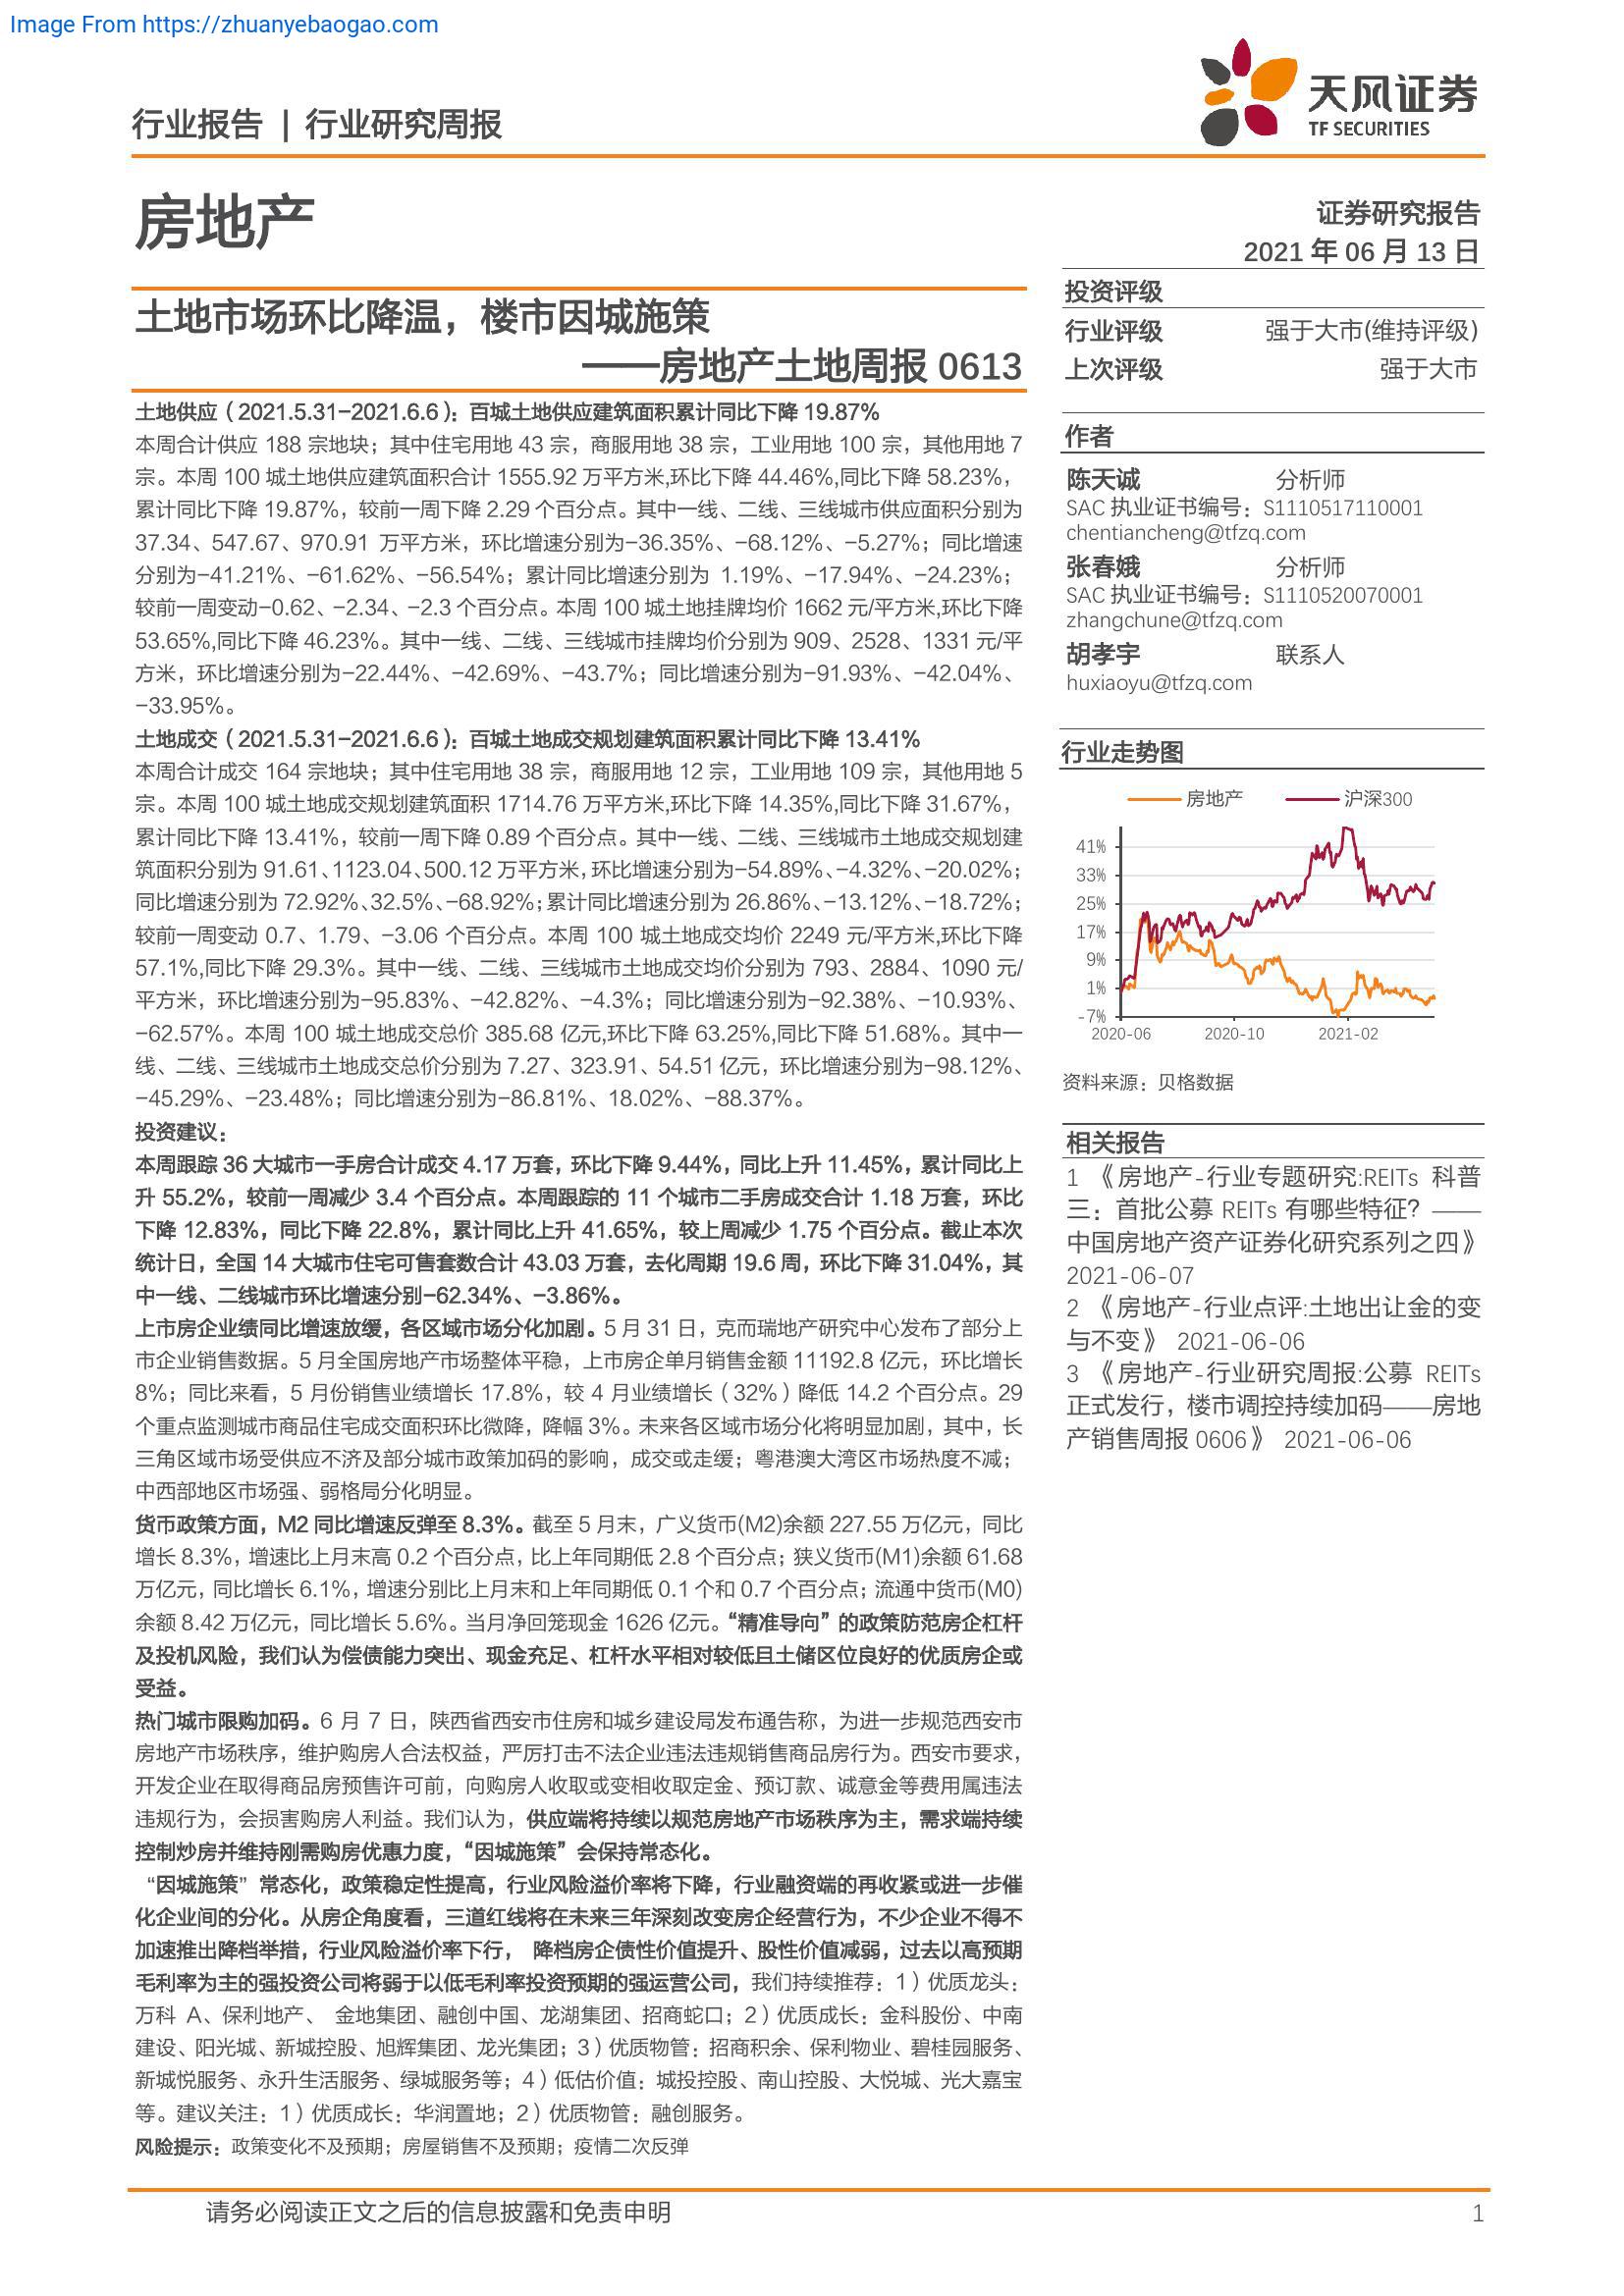 Image From https://zhuanyebaogao.com
行业报告 | 行业研究周报
天风证券
TF SECURITIES
房地产
证券研究报告
2021 年 06 月 13 日
土地市场环比降温，楼市因城施策
——房地产土地周报 0613
土地供应（2021.5.31-2021.6.6）：百城土地供应建筑面积累计同比下降 19.87%
本周合计供应 188 宗地块；其中住宅用地 43 宗，商服用地 38 宗，工业用地 100 宗，其他用地 7
宗。本周 100 城土地供应建筑面积合计 1555.92 万平方米,环比下降 44.46%,同比下降 58.23%，
累计同比下降 19.87%，较前一周下降 2.29 个百分点。其中一线、二线、三线城市供应面积分别为
37.34、547.67、970.91 万平方米，环比增速分别为-36.35%、-68.12%、-5.27%；同比增速
分别为-41.21%、-61.62%、-56.54%；累计同比增速分别为 1.19%、-17.94%、-24.23%；
较前一周变动-0.62、-2.34、-2.3 个百分点。本周 100 城土地挂牌均价 1662 元/平方米,环比下降
53.65%,同比下降 46.23%。其中一线、二线、三线城市挂牌均价分别为 909、2528、1331 元/平
方米，环比增速分别为-22.44%、-42.69%、-43.7%；同比增速分别为-91.93%、-42.04%、
-33.95%。
土地成交（2021.5.31-2021.6.6）：百城土地成交规划建筑面积累计同比下降 13.41%
本周合计成交 164 宗地块；其中住宅用地 38 宗，商服用地 12 宗，工业用地 109 宗，其他用地 5
宗。本周 100 城土地成交规划建筑面积 1714.76 万平方米,环比下降 14.35%,同比下降 31.67%，
累计同比下降 13.41%，较前一周下降 0.89 个百分点。其中一线、二线、三线城市土地成交规划建
筑面积分别为 91.61、1123.04、500.12 万平方米，环比增速分别为-54.89%、-4.32%、-20.02%；
同比增速分别为 72.92%、32.5%、-68.92%；累计同比增速分别为 26.86%、-13.12%、-18.72%；
较前一周变动 0.7、1.79、-3.06 个百分点。本周 100 城土地成交均价 2249 元/平方米,环比下降
57.1%,同比下降 29.3%。其中一线、二线、三线城市土地成交均价分别为 793、2884、1090 元/
平方米，环比增速分别为-95.83%、-42.82%、-4.3%；同比增速分别为-92.38%、-10.93%、
-62.57%。本周 100 城土地成交总价 385.68 亿元,环比下降 63.25%,同比下降 51.68%。其中一
线、二线、三线城市土地成交总价分别为 7.27、323.91、54.51 亿元，环比增速分别为-98.12%、
-45.29%、-23.48%；同比增速分别为-86.81%、18.02%、-88.37%。
投资建议：
本周跟踪 36 大城市一手房合计成交 4.17 万套，环比下降 9.44%，同比上升 11.45%，累计同比上
升 55.2%，较前一周减少 3.4 个百分点。本周跟踪的 11 个城市二手房成交合计 1.18 万套，环比
下降 12.83%，同比下降 22.8%，累计同比上升 41.65%，较上周减少 1.75 个百分点。截止本次
统计日，全国 14 大城市住宅可售套数合计 43.03 万套，去化周期 19.6 周，环比下降 31.04%，其
中一线、二线城市环比增速分别-62.34%、-3.86%。
上市房企业绩同比增速放缓，各区域市场分化加剧。5 月 31 日，克而瑞地产研究中心发布了部分上
市企业销售数据。5 月全国房地产市场整体平稳，上市房企单月销售金额 11192.8 亿元，环比增长
8%；同比来看，5 月份销售业绩增长 17.8%，较 4 月业绩增长（32%）降低 14.2 个百分点。29
个重点监测城市商品住宅成交面积环比微降，降幅 3%。未来各区域市场分化将明显加剧，其中，长
三角区域市场受供应不济及部分城市政策加码的影响，成交或走缓；粤港澳大湾区市场热度不减；
中西部地区市场强、弱格局分化明显。
货币政策方面，M2 同比增速反弹至 8.3%。截至 5 月末，广义货币(M2)余额 227.55 万亿元，同比
增长 8.3%，增速比上月末高 0.2 个百分点，比上年同期低 2.8 个百分点；狭义货币(M1)余额 61.68
万亿元，同比增长 6.1%，增速分别比上月末和上年同期低 0.1 个和 0.7 个百分点；流通中货币(M0)
余额 8.42 万亿元，同比增长 5.6%。当月净回笼现金 1626 亿元。“精准导向”的政策防范房企杠杆
及投机风险，我们认为偿债能力突出、现金充足、杠杆水平相对较低且土储区位良好的优质房企或
受益。
热门城市限购加码。6 月 7 日，陕西省西安市住房和城乡建设局发布通告称，为进一步规范西安市
房地产市场秩序，维护购房人合法权益，严厉打击不法企业违法违规销售商品房行为。西安市要求，
开发企业在取得商品房预售许可前，向购房人收取或变相收取定金、预订款、诚意金等费用属违法
违规行为，会损害购房人利益。我们认为，供应端将持续以规范房地产市场秩序为主，需求端持续
控制炒房并维持刚需购房优惠力度，“因城施策”会保持常态化。
“因城施策”常态化，政策稳定性提高，行业风险溢价率将下降，行业融资端的再收紧或进一步催
化企业间的分化。从房企角度看，三道红线将在未来三年深刻改变房企经营行为，不少企业不得不
加速推出降档举措，行业风险溢价率下行， 降档房企债性价值提升、股性价值减弱，过去以高预期
毛利率为主的强投资公司将弱于以低毛利率投资预期的强运营公司，我们持续推荐：1）优质龙头：
万科 A、保利地产、 金地集团、融创中国、龙湖集团、招商蛇口；2）优质成长：金科股份、中南
建设、阳光城、新城控股、旭辉集团、龙光集团；3）优质物管：招商积余、保利物业、碧桂园服务、
新城悦服务、永升生活服务、绿城服务等；4）低估价值：城投控股、南山控股、大悦城、光大嘉宝
等。建议关注：1）优质成长：华润置地；2）优质物管：融创服务。
风险提示：政策变化不及预期；房屋销售不及预期；疫情二次反弹
投资评级
行业评级 强于大市(维持评级)
上次评级 强于大市
作者
陈天诚 分析师
SAC 执业证书编号：S1110517110001
chentiancheng@tfzq.com
张春娥 分析师
SAC 执业证书编号：S1110520070001
zhangchune@tfzq.com
胡孝宇 联系人
huxiaoyu@tfzq.com
行业走势图
房地产 沪深300
41%
33%
25%
17%
9%
1%
-7%
2020-06 2020-10 2021-02
资料来源：贝格数据
相关报告
1 《房地产-行业专题研究:REITs 科普
三：首批公募 REITs 有哪些特征？——
中国房地产资产证券化研究系列之四》
2021-06-07
2 《房地产-行业点评:土地出让金的变
与不变》 2021-06-06
3 《房地产-行业研究周报:公募 REITs
正式发行，楼市调控持续加码——房地
产销售周报 0606》 2021-06-06
请务必阅读正文之后的信息披露和免责申明 1